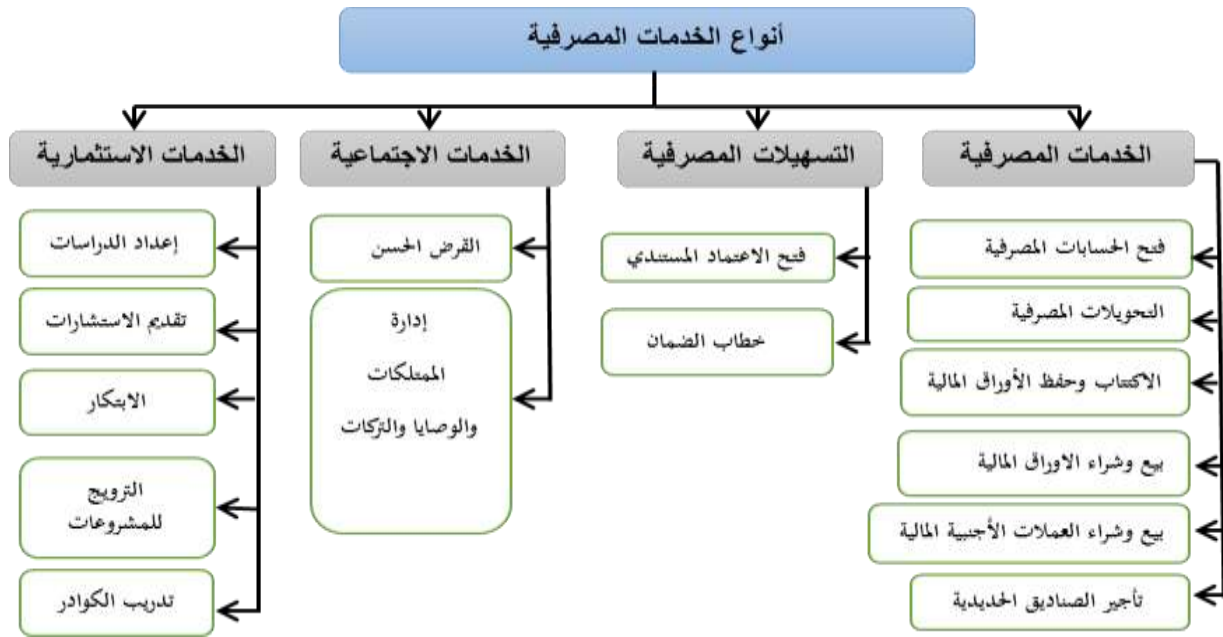 أنواع الخدمات المصرفية
الخدمات المصرفية
فتح الحسابات المصرفية
التحويلات المصرفية
الاكتتاب وحفظ الأوراق المالية
بيع وشراء الاوراق المالية
بيع وشراء العملات الأجنبية المالية
تأجير الصناديق الحديدية
التسهيلات المصرفية
فتح الاعتماد المستندي
خطاب الضمان
الخدمات الاجتماعية
القرض الحسن
إدارة
الممتلكات
والوصايا والتركات
الخدمات الاستثمارية
إعداد الدراسات
تقديم الاستشارات
الابتكار
الترويج
للمشروعات
تدريب الكوادر